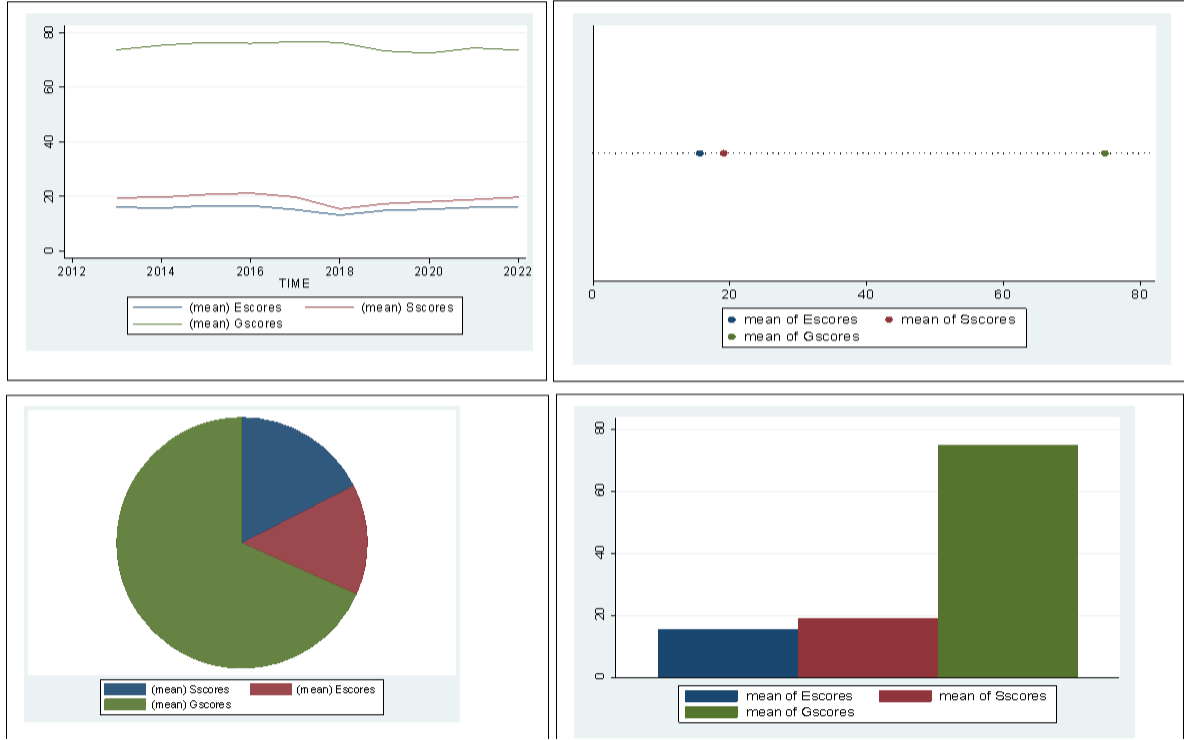 80
60
40
20
0
2012 2014 2016 2018 2020 2022
TIME
(mean) Escores (mean) Sscores
(mean) Gscores
0 20 40 60 80
mean of Escores mean of Sscores
mean of Gscores
(mean) Sscores (mean) Escores
(mean) Gscores
80
60
40
20
0
mean of Escores mean of Sscores
mean of Gscores